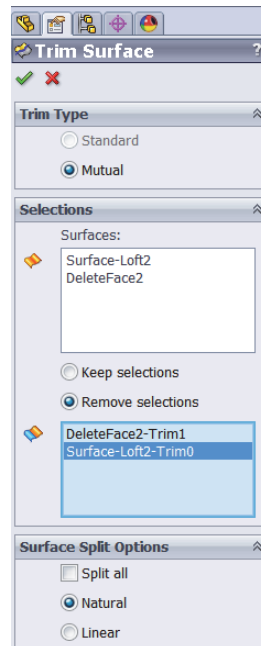 Trim Surface ?
Trim Type
Standard
Mutual
Selections
Surfaces:
Surface-Loft2
DeleteFace2
Keep selections
Remove selections
DeleteFace2-Trim1
Surface-Loft2-Trim0
Surface Split Options
Split all
Natural
Linear